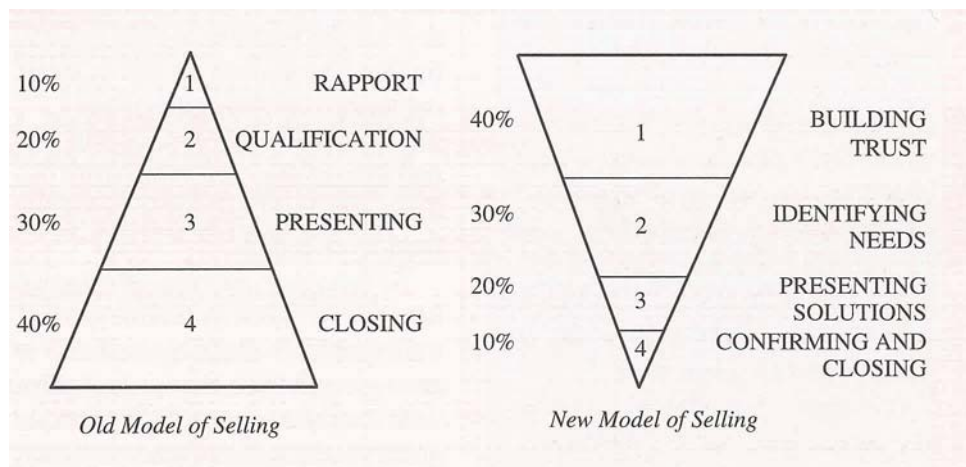 10% 1 RAPPORT
20% 2 QUALIFICATION
30% 3 PRESENTING
40% 4 CLOSING
Old Model of Selling
40% 1 BUILDING
TRUST
30% 2 IDENTIFYING
NEEDS
20% 3 PRESENTING
SOLUTIONS
10% 4 CONFIRMING AND
CLOSING
New Model of Selling